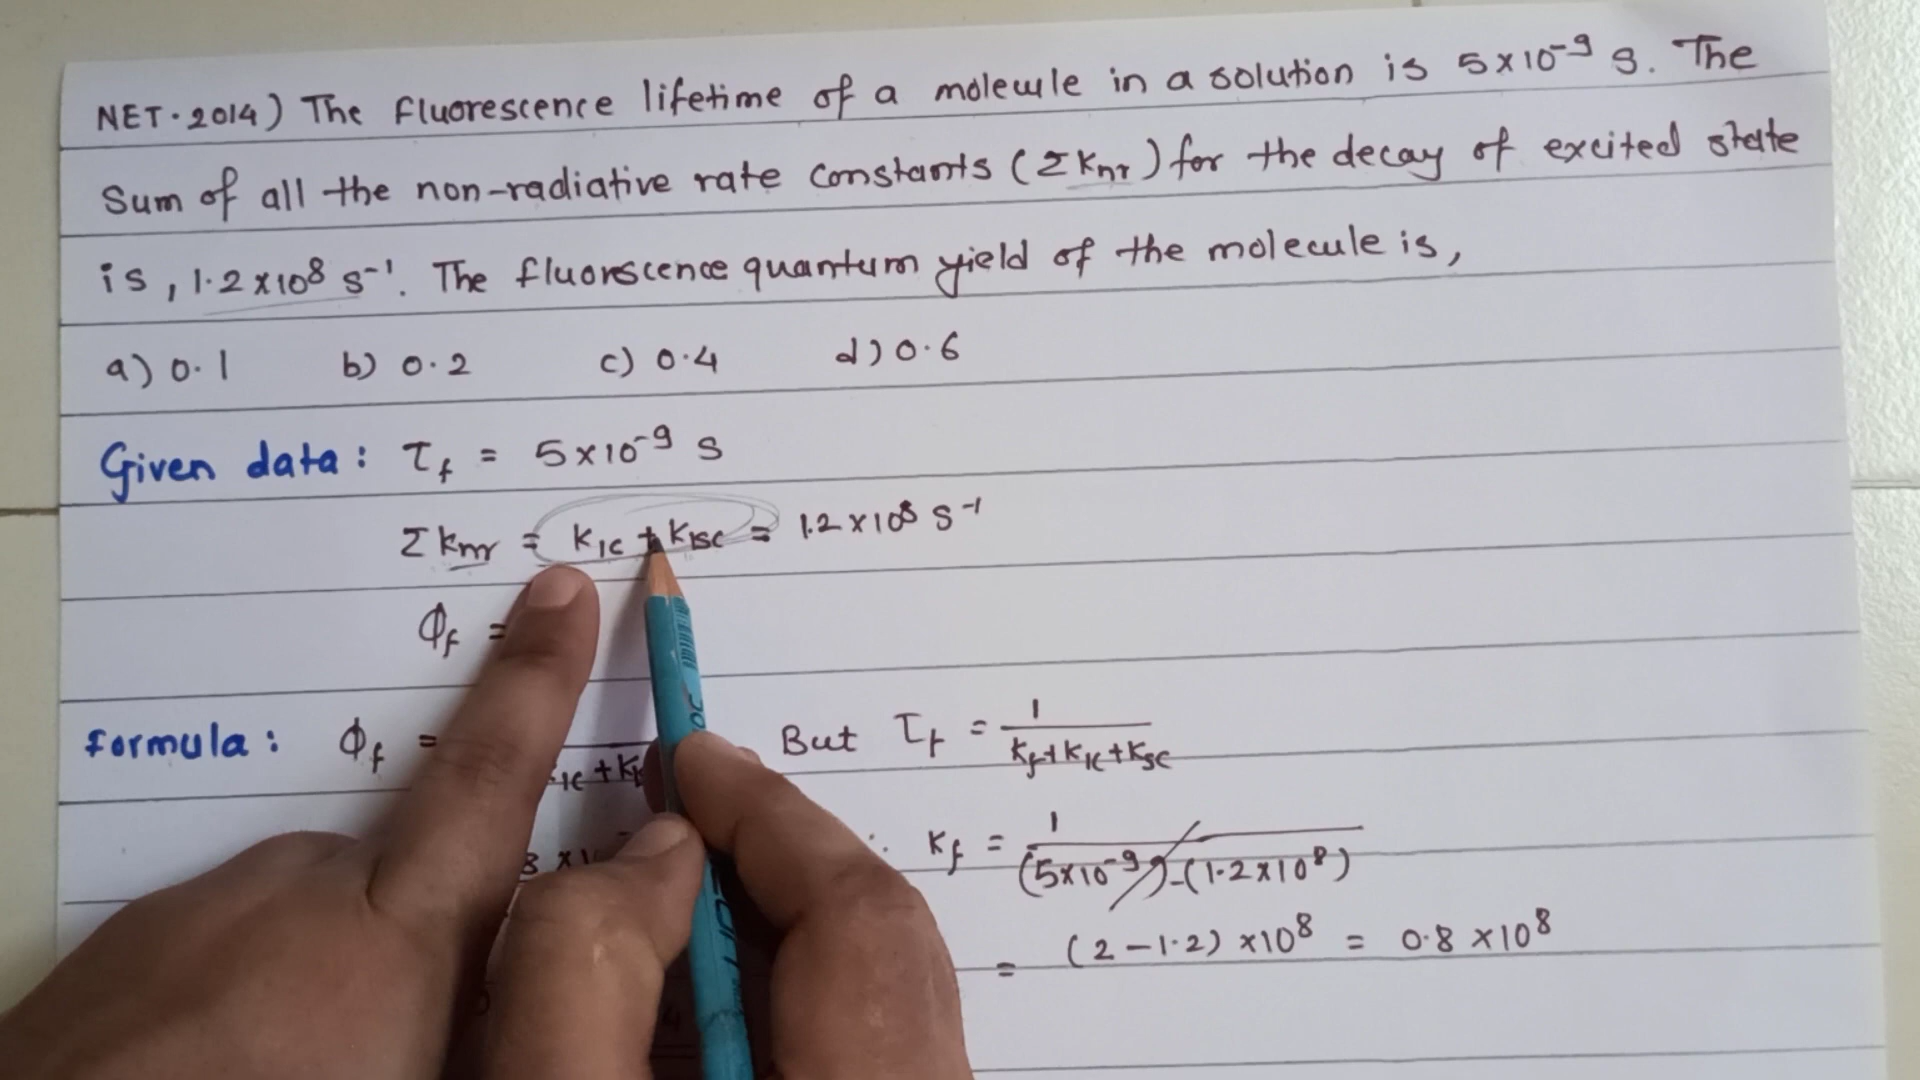 NET·2014) The fluorescence lifetime of a molecule in a solution is 5×10⁻⁹ s. The
Sum of all the non-radiative rate constants (Σknr) for the decay of excited state
is, 1.2×10⁸ s⁻¹. The fluorscence quantum yield of the molecule is,
a) 0.1 b) 0.2 c) 0.4 d) 0.6
Given data: τf = 5×10⁻⁹ s
Σknr = kIC + kISC = 1.2×10⁸ s⁻¹
ϕf =
Formula: ϕf = IC + k But τf = 1 / kf + kIC + kSC
∴ kf = 1 / (5×10⁻⁹) - (1.2×10⁸)
= (2 - 1.2) ×10⁸ = 0.8 ×10⁸